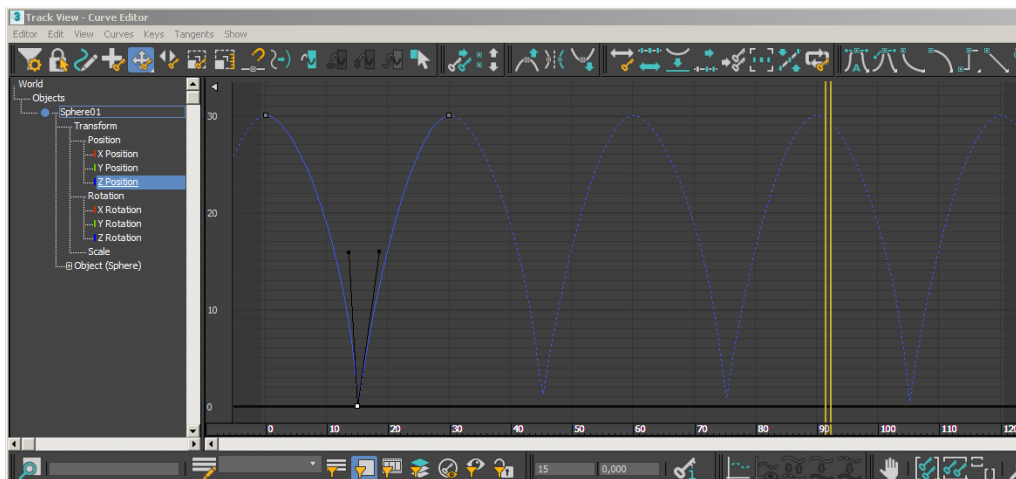 3 Track View - Curve Editor
Editor Edit View Curves Keys Tangents Show
World
Objects
Sphere01
Transform
Position
X Position
Y Position
Z Position
Rotation
X Rotation
Y Rotation
Z Rotation
Scale
Object (Sphere)
30
20
10
0
0 10 20 30 40 50 60 70 80 90 100 110 120
15 0,000